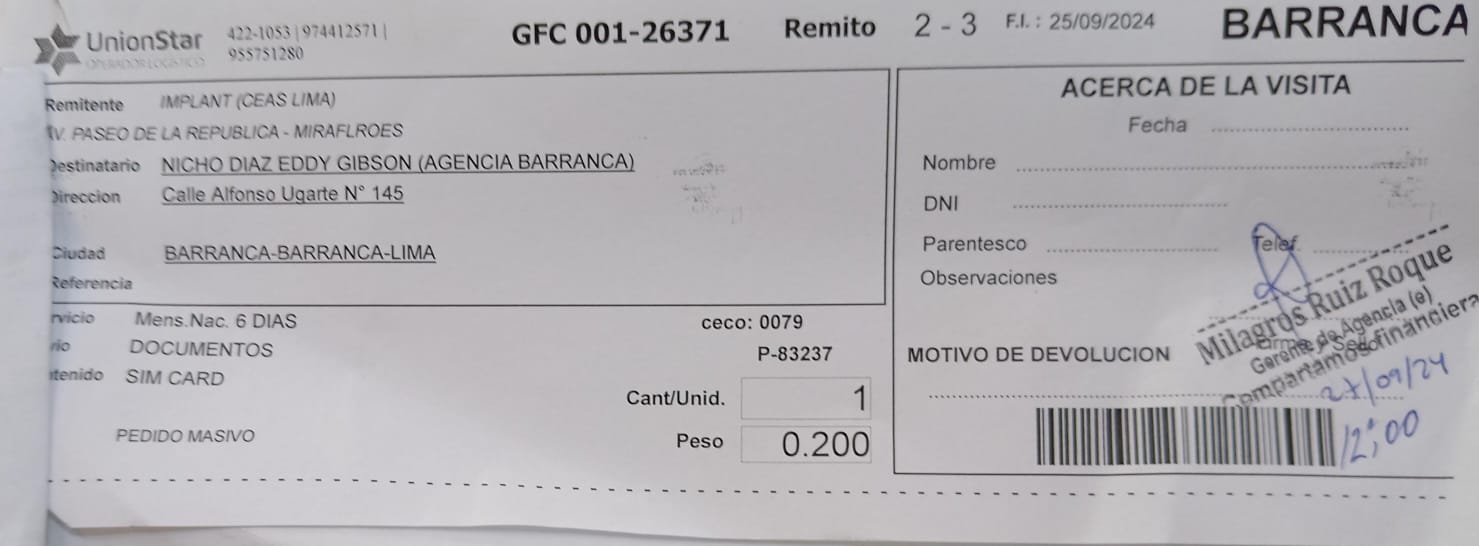 UnionStar
OPERADOR LOGISTICO
422-1053 | 974412571 |
955751280
GFC 001-26371 Remito 2 - 3 F.I. : 25/09/2024 BARRANCA
Remitente IMPLANT (CEAS LIMA)
AV. PASEO DE LA REPUBLICA - MIRAFLROES
Destinatario NICHO DIAZ EDDY GIBSON (AGENCIA BARRANCA)
Direccion Calle Alfonso Ugarte N° 145
Ciudad BARRANCA-BARRANCA-LIMA
Referencia
rvicio Mens.Nac. 6 DIAS ceco: 0079
rio DOCUMENTOS P-83237
tenido SIM CARD
Cant/Unid. 1
PEDIDO MASIVO
Peso 0.200
ACERCA DE LA VISITA
Fecha
Nombre
DNI
Parentesco Telef.
Observaciones
MOTIVO DE DEVOLUCION
Milagros Ruiz Roque
Gerente de Agencia (e)
Compartamos financiera
27/09/24
12:00